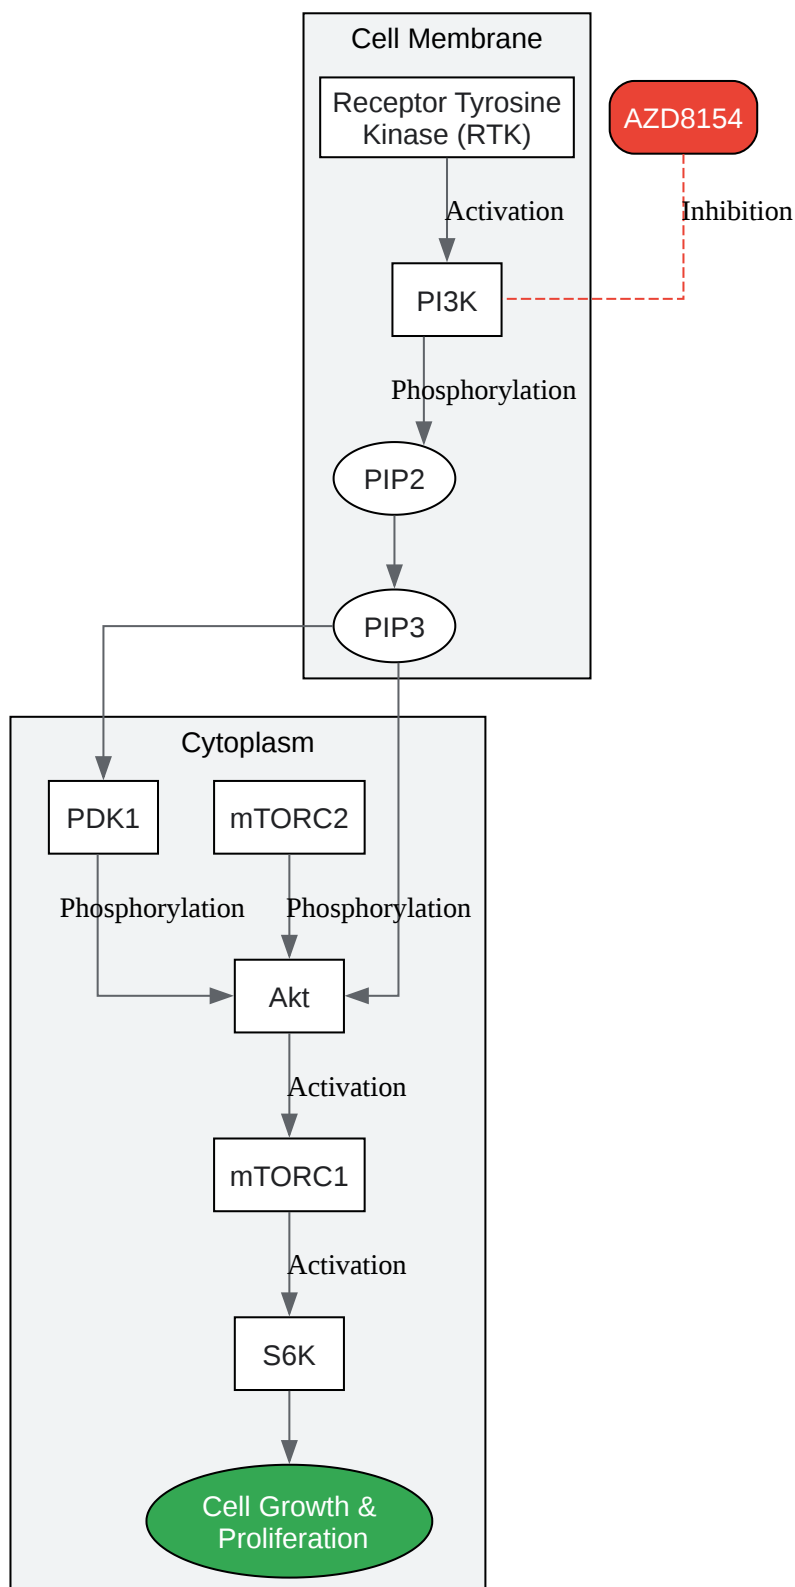 Cell Membrane
Receptor Tyrosine
Kinase (RTK)
AZD8154
Activation
Inhibition
PI3K
Phosphorylation
PIP2
PIP3
Cytoplasm
PDK1
mTORC2
Phosphorylation
Phosphorylation
Akt
Activation
mTORC1
Activation
S6K
Cell Growth &
Proliferation